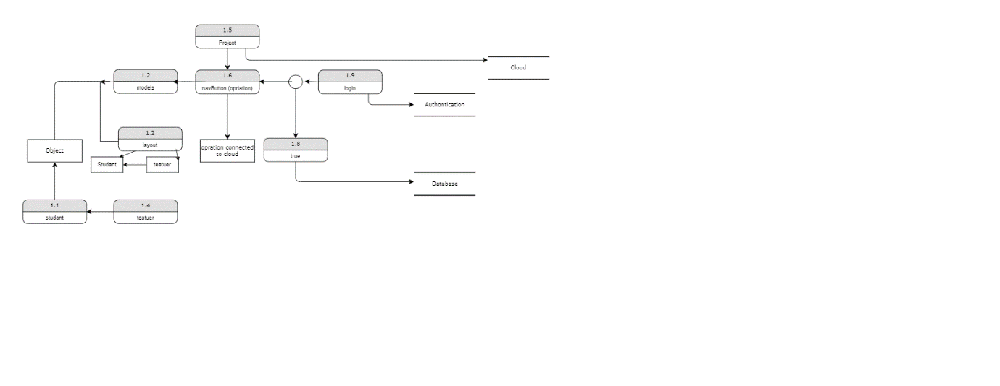 1.5
Project
Cloud
1.2
models
1.6
navButton (opriation)
1.9
login
Authontication
1.2
layout
Object
Studant
teatuer
opration connected
to cloud
1.8
true
Database
1.1
studant
1.4
teatuer